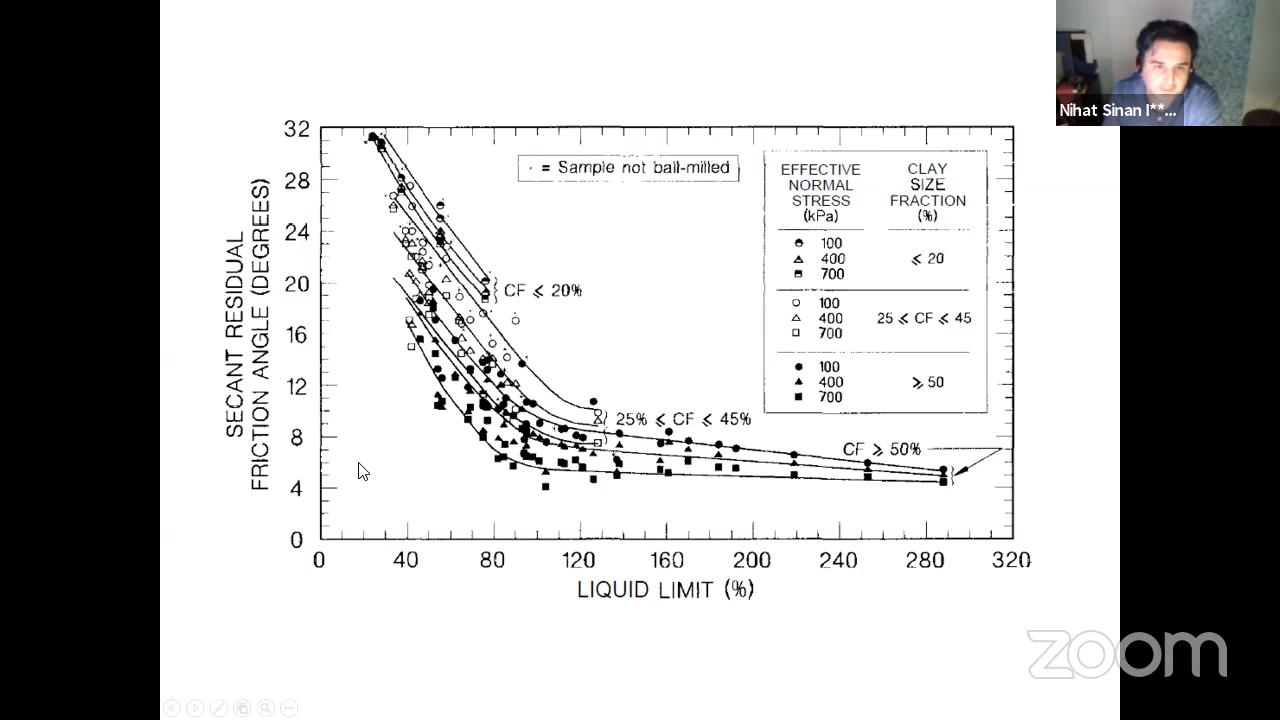 Nihat Sinan I**...
32
28
24
20
16
12
8
4
0
SECANT RESIDUAL
FRICTION ANGLE (DEGREES)
· = Sample not ball-milled
EFFECTIVE
NORMAL
STRESS
(kPa)
CLAY
SIZE
FRACTION
(%)
100
400
700
⩽ 20
100
400
700
25 ⩽ CF ⩽ 45
100
400
700
⩾ 50
CF ⩽ 20%
25% ⩽ CF ⩽ 45%
CF ⩾ 50%
0 40 80 120 160 200 240 280 320
LIQUID LIMIT (%)
zoom